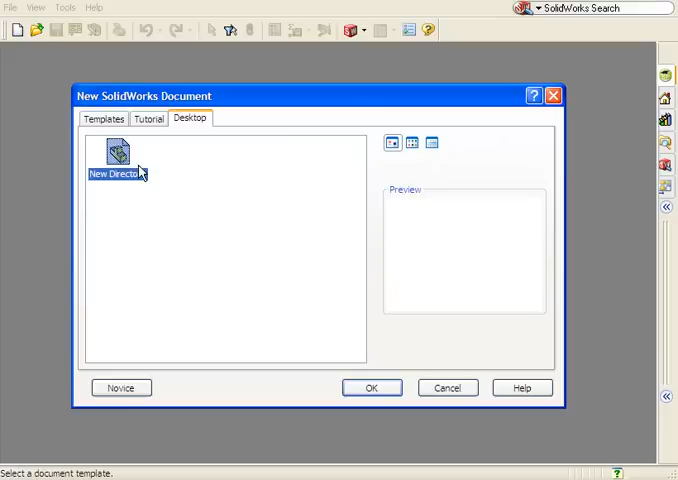 File View Tools Help
SolidWorks Search
New SolidWorks Document
Templates Tutorial Desktop
New Director
Preview
Novice OK Cancel Help
Select a document template.